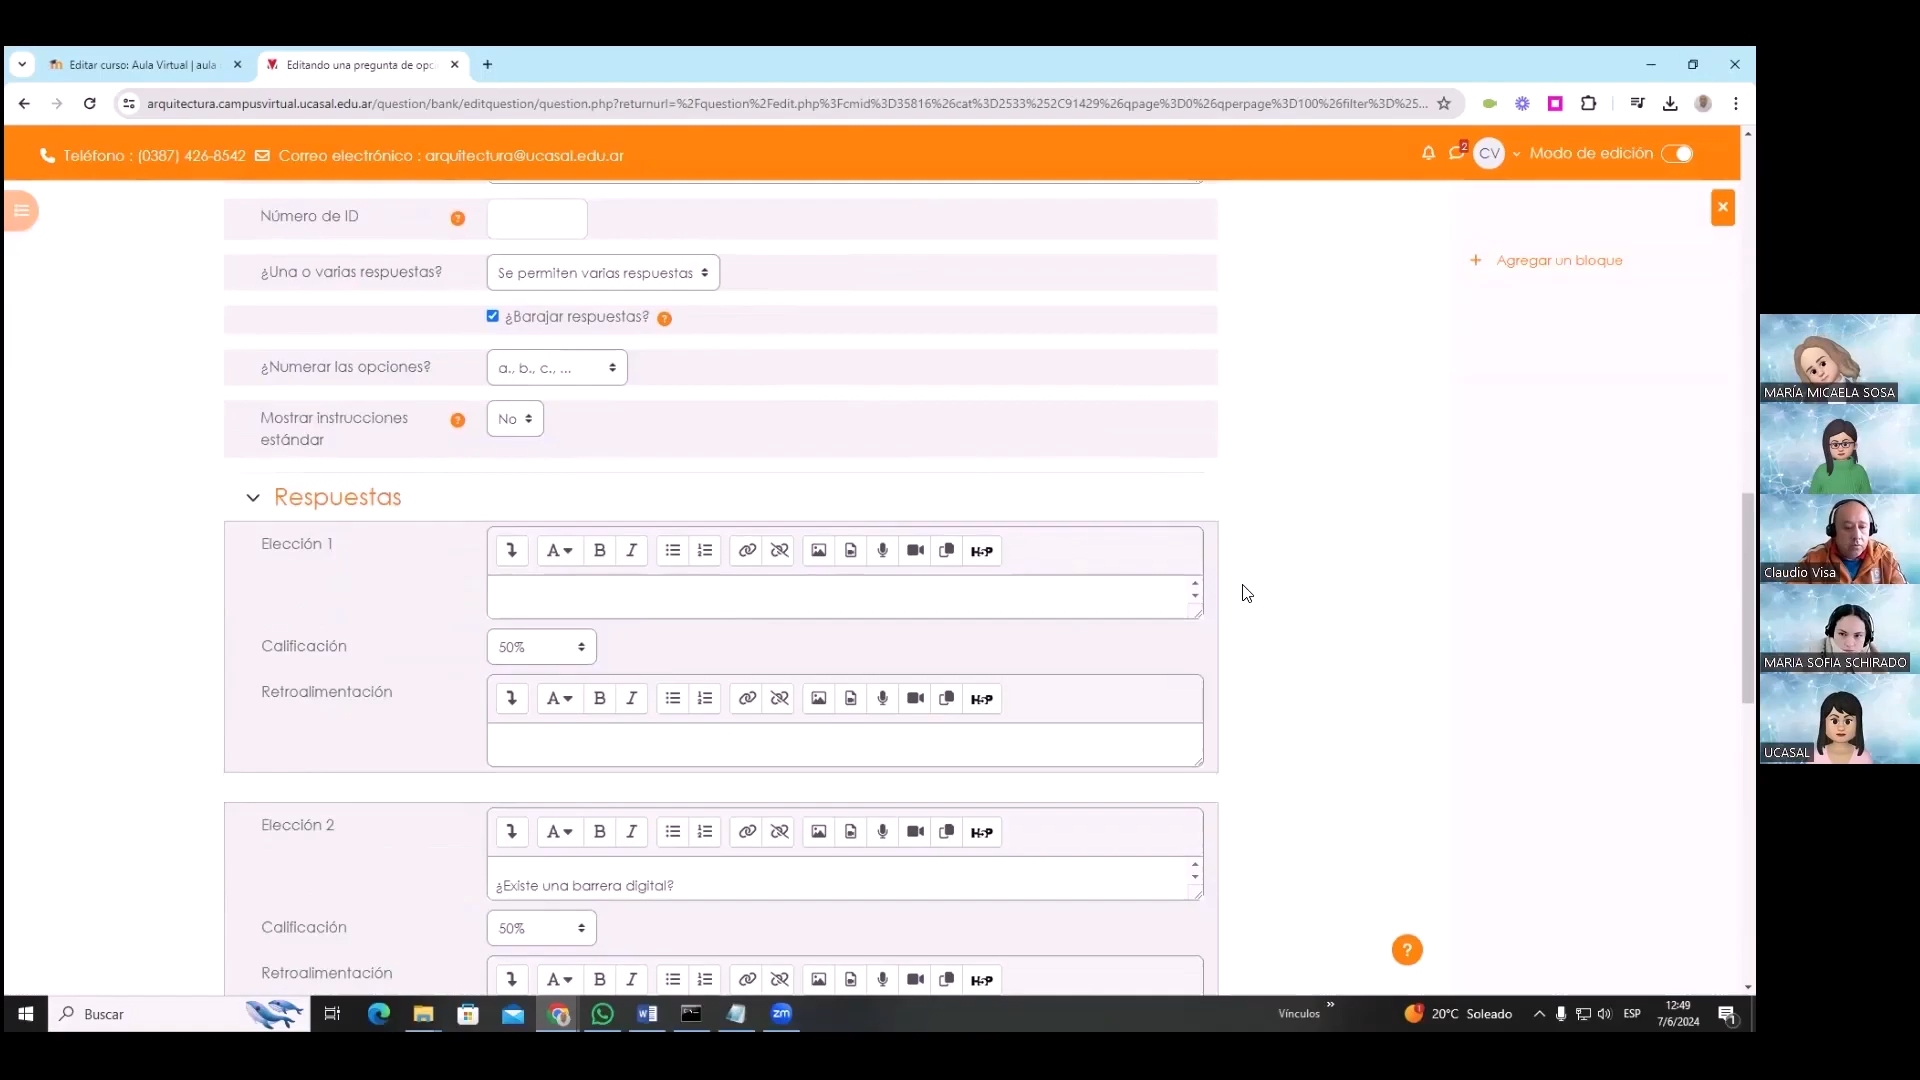 Editar curso: Aula Virtual | aula
Editando una pregunta de opc
arquitectura.campusvirtual.ucasal.edu.ar/question/bank/editquestion/question.php?returnurl=%2Fquestion%2Fedit.php%3Fcmid%3D35816%26cat%3D2533%252C91429%26qpage%3D0%26qperpage%3D100%26filter%3D%25...
Teléfono : (0387) 426-8542
Correo electrónico : arquitectura@ucasal.edu.ar
2
CV
Modo de edición
Número de ID
Agregar un bloque
¿Una o varias respuestas?
Se permiten varias respuestas
¿Barajar respuestas?
¿Numerar las opciones?
a., b., c., ...
Mostrar instrucciones
estándar
No
Respuestas
Elección 1
A B I H-P
Calificación
50%
Retroalimentación
A B I H-P
Elección 2
A B I H-P
¿Existe una barrera digital?
Calificación
50%
Retroalimentación
A B I H-P
?
MARÍA MICAELA SOSA
Claudio Visa
MARIA SOFIA SCHIRADO
UCASAL
Buscar
zm
Vínculos
20°C Soleado
ESP
12:49
7/6/2024
1